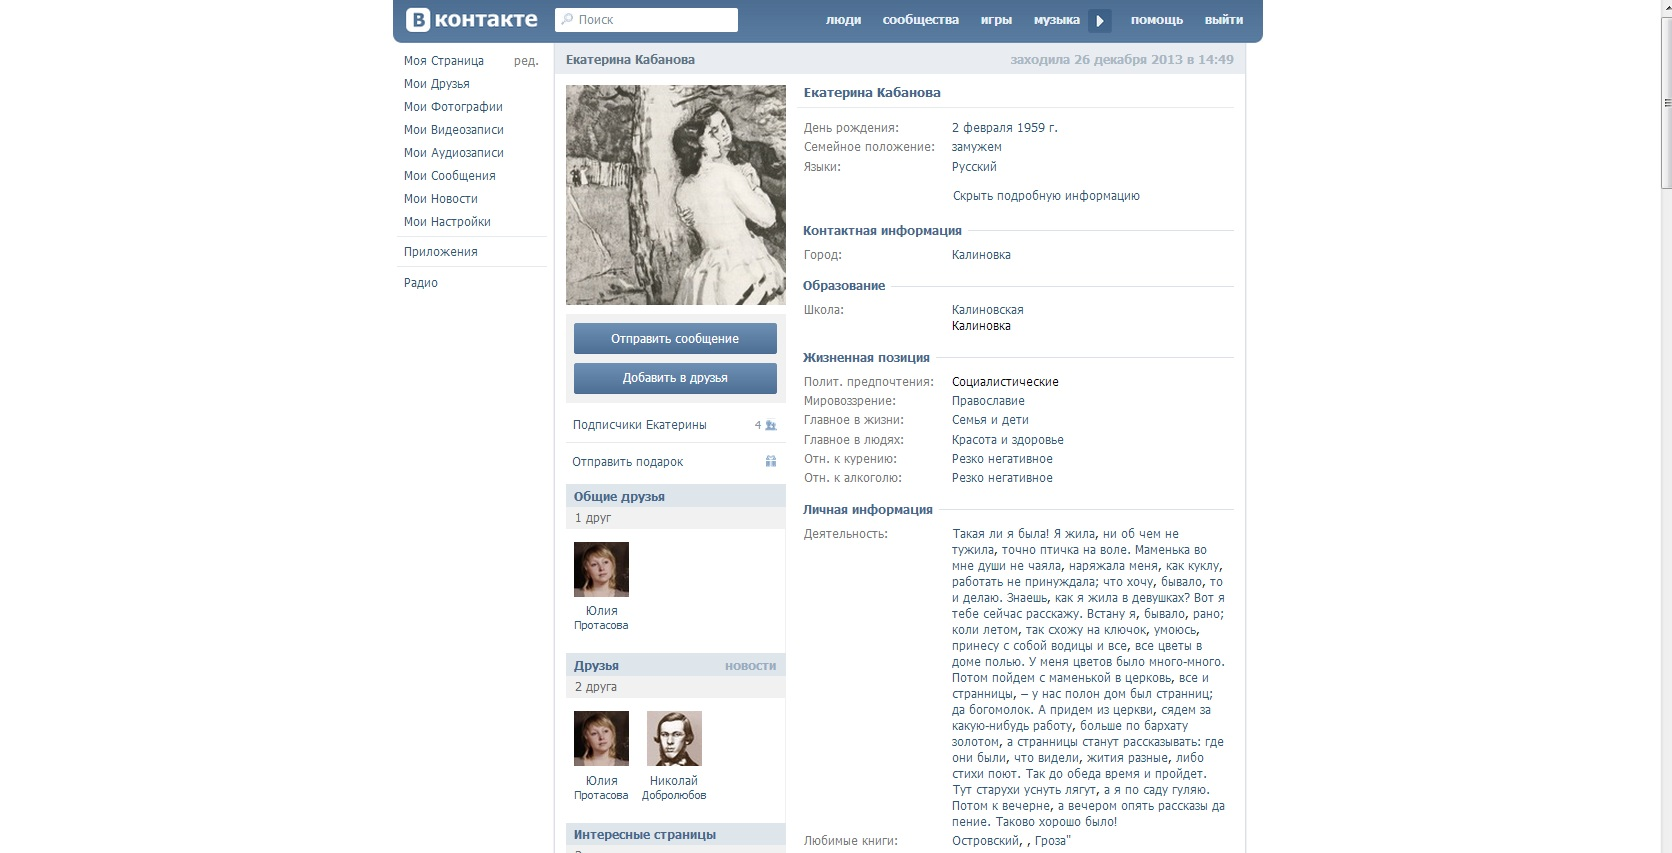 В контакте
Поиск
люди сообщества игры музыка помощь выйти
Моя Страница ред.
Мои Друзья
Мои Фотографии
Мои Видеозаписи
Мои Аудиозаписи
Мои Сообщения
Мои Новости
Мои Настройки
Приложения
Радио
Екатерина Кабанова заходила 26 декабря 2013 в 14:49
Отправить сообщение
Добавить в друзья
Подписчики Екатерины 4
Отправить подарок
Общие друзья
1 друг
Юлия
Протасова
Друзья новости
2 друга
Юлия
Протасова
Николай
Добролюбов
Интересные страницы
Екатерина Кабанова
День рождения: 2 февраля 1959 г.
Семейное положение: замужем
Языки: Русский
Скрыть подробную информацию
Контактная информация
Город: Калиновка
Образование
Школа: Калиновская
Калиновка
Жизненная позиция
Полит. предпочтения: Социалистические
Мировоззрение: Православие
Главное в жизни: Семья и дети
Главное в людях: Красота и здоровье
Отн. к курению: Резко негативное
Отн. к алкоголю: Резко негативное
Личная информация
Деятельность: Такая ли я была! Я жила, ни об чем не
тужила, точно птичка на воле. Маменька во
мне души не чаяла, наряжала меня, как куклу,
работать не принуждала; что хочу, бывало, то
и делаю. Знаешь, как я жила в девушках? Вот я
тебе сейчас расскажу. Встану я, бывало, рано;
коли летом, так схожу на ключок, умоюсь,
принесу с собой водицы и все, все цветы в
доме полью. У меня цветов было много-много.
Потом пойдем с маменькой в церковь, все и
странницы, – у нас полон дом был странниц;
да богомолок. А придем из церкви, сядем за
какую-нибудь работу, больше по бархату
золотом, а странницы станут рассказывать: где
они были, что видели, жития разные, либо
стихи поют. Так до обеда время и пройдет.
Тут старухи уснуть лягут, а я по саду гуляю.
Потом к вечерне, а вечером опять рассказы да
пение. Таково хорошо было!
Любимые книги: Островский, , Гроза"